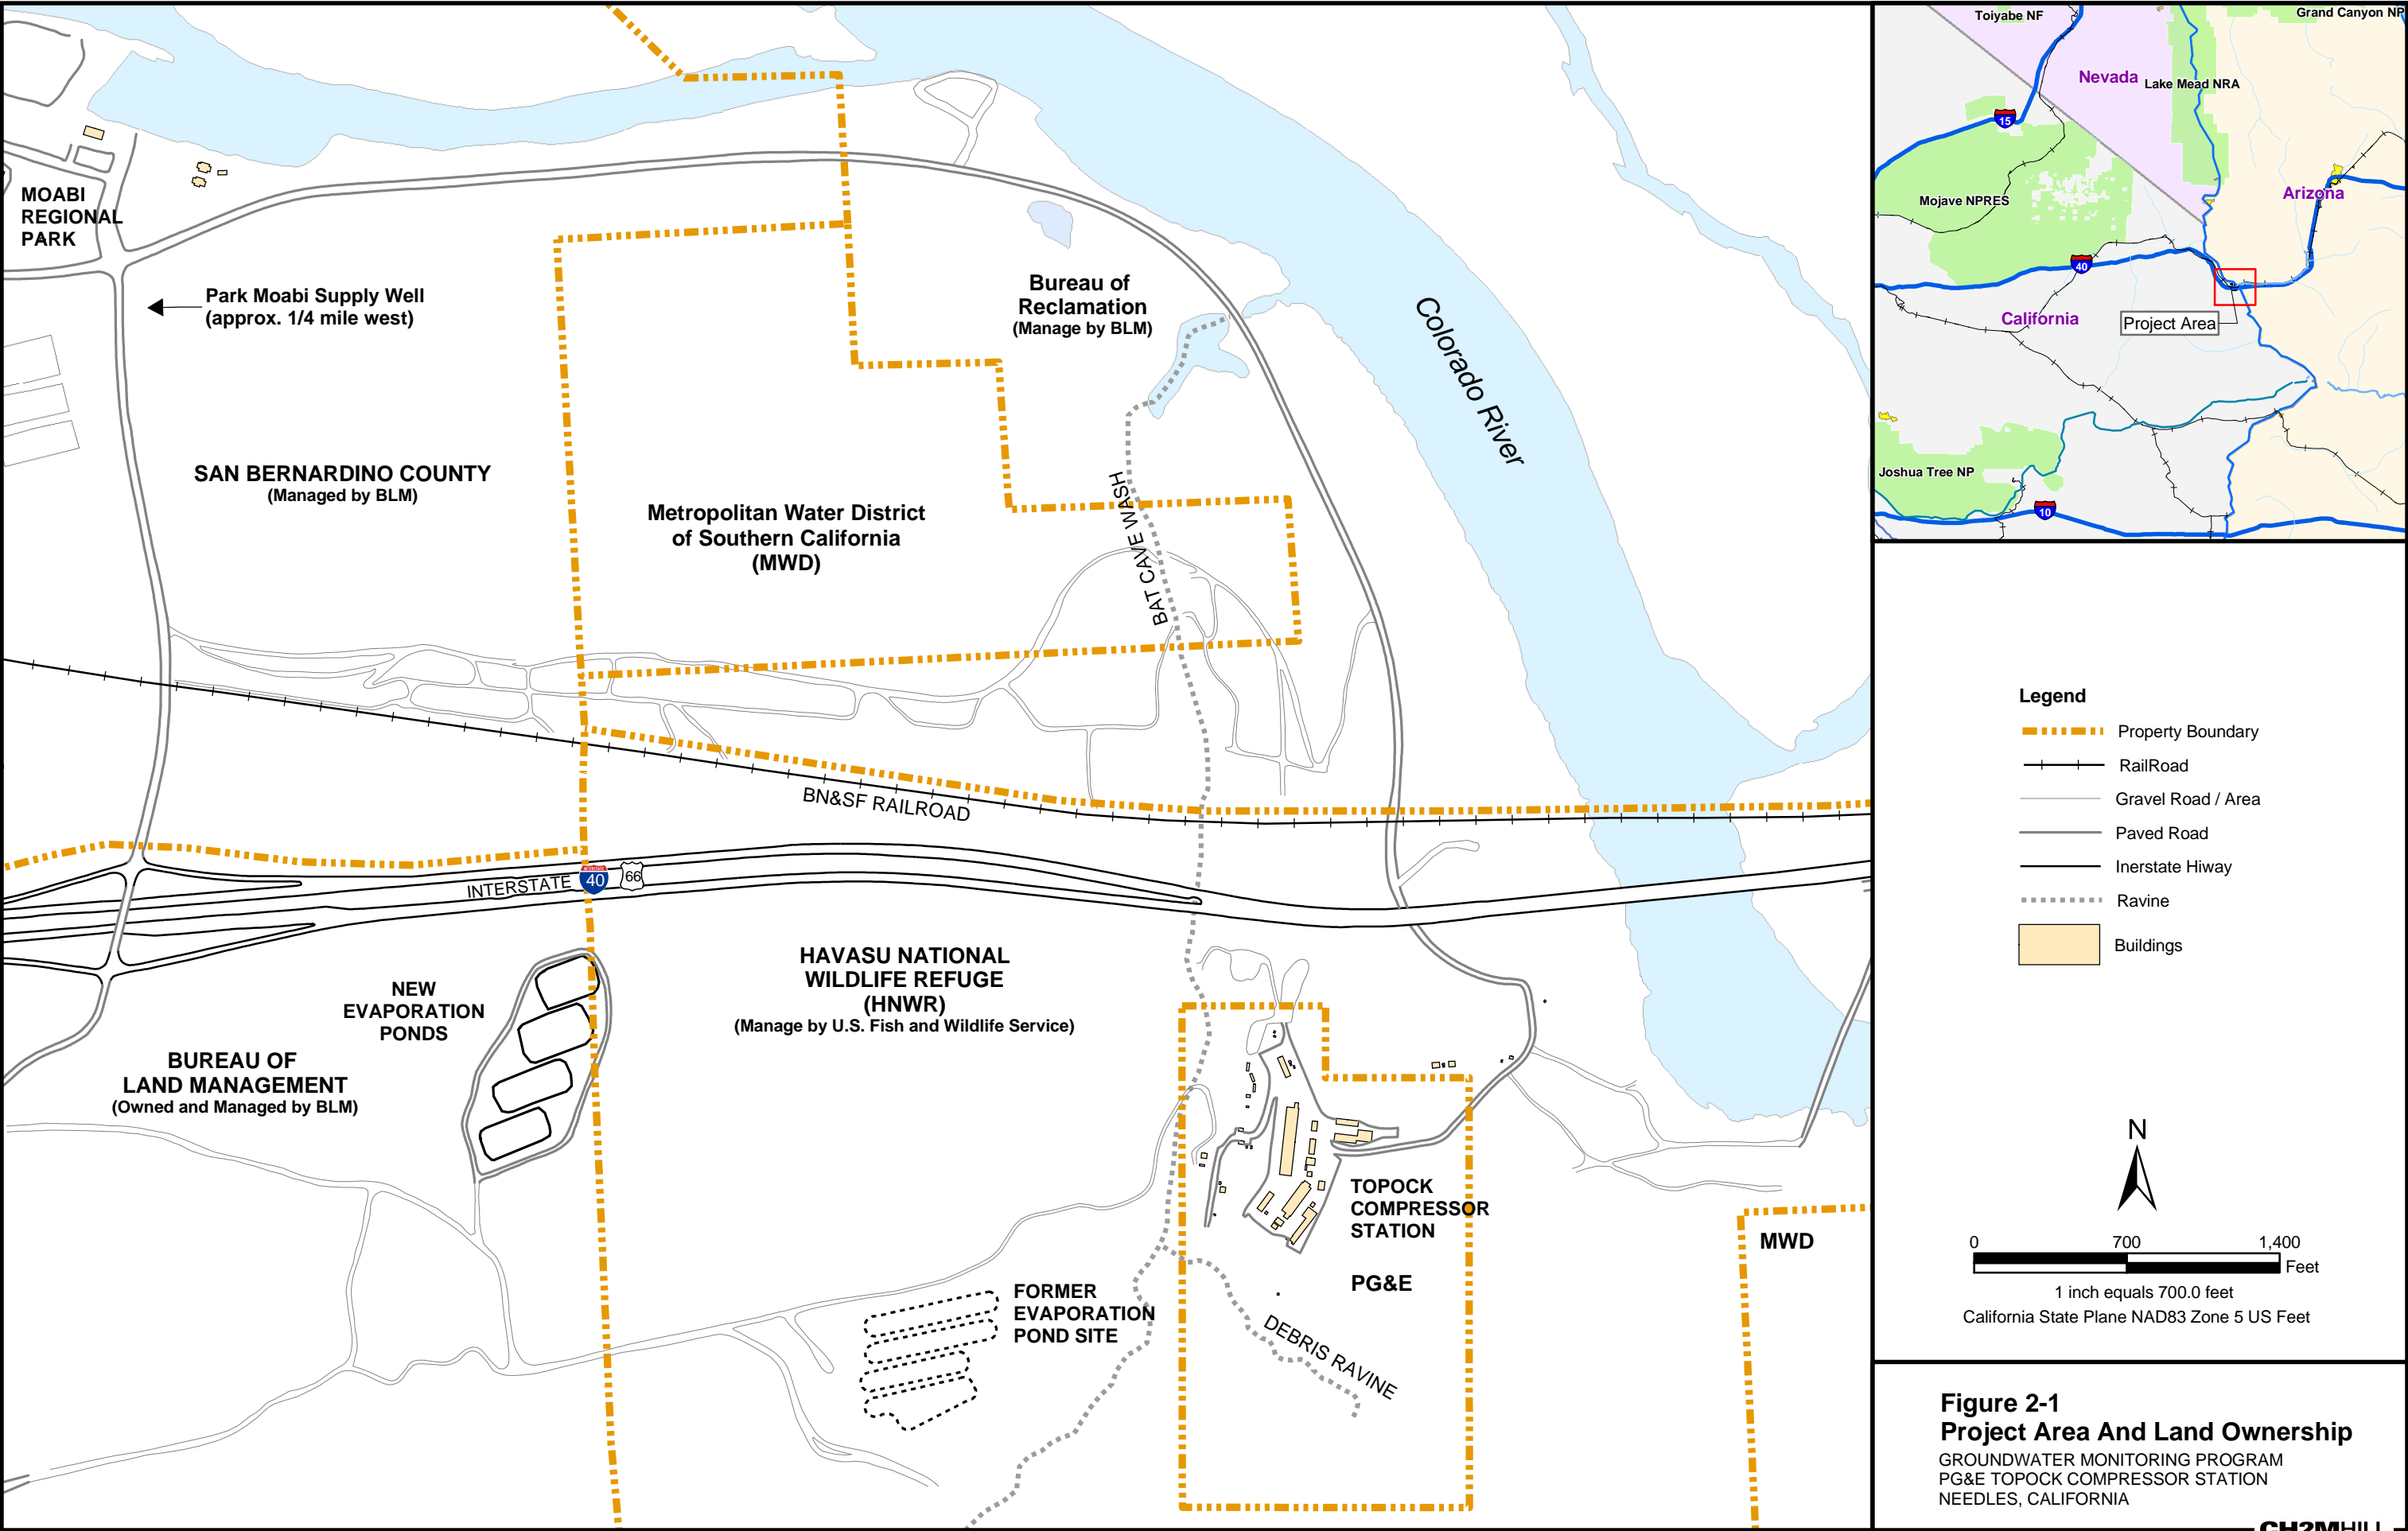 MOABI
REGIONAL
PARK
Park Moabi Supply Well
(approx. 1/4 mile west)
Bureau of
Reclamation
(Manage by BLM)
Colorado River
SAN BERNARDINO COUNTY
(Managed by BLM)
Metropolitan Water District
of Southern California
(MWD)
BAT CAVE WASH
BN&SF RAILROAD
INTERSTATE
40
66
NEW
EVAPORATION
PONDS
HAVASU NATIONAL
WILDLIFE REFUGE
(HNWR)
(Manage by U.S. Fish and Wildlife Service)
BUREAU OF
LAND MANAGEMENT
(Owned and Managed by BLM)
TOPOCK
COMPRESSOR
STATION
PG&E
MWD
FORMER
EVAPORATION
POND SITE
DEBRIS RAVINE
Toiyabe NF
Grand Canyon NP
Nevada
Lake Mead NRA
15
Mojave NPRES
Arizona
40
California
Project Area
Joshua Tree NP
10
Legend
Property Boundary
RailRoad
Gravel Road / Area
Paved Road
Inerstate Hiway
Ravine
Buildings
N
0 700 1,400
Feet
1 inch equals 700.0 feet
California State Plane NAD83 Zone 5 US Feet
Figure 2-1
Project Area And Land Ownership
GROUNDWATER MONITORING PROGRAM
PG&E TOPOCK COMPRESSOR STATION
NEEDLES, CALIFORNIA
CH2MHILL